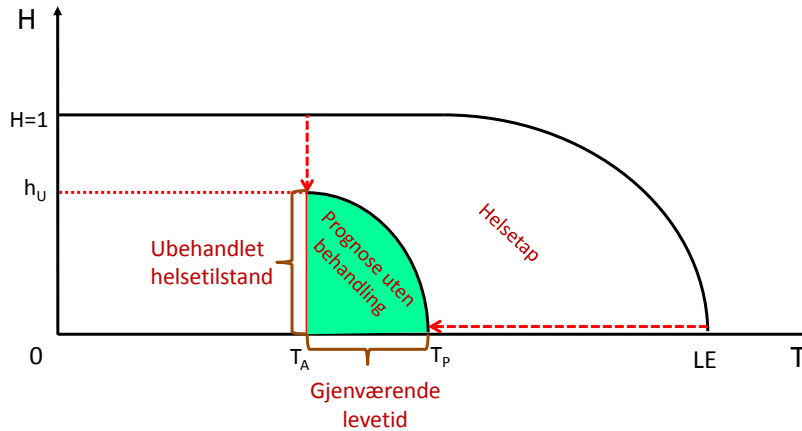 H
H=1
hU
Ubehandlet
helsetilstand
Prognose uten
behandling
Helsetap
0
TA
TP
LE
T
Gjenværende
levetid